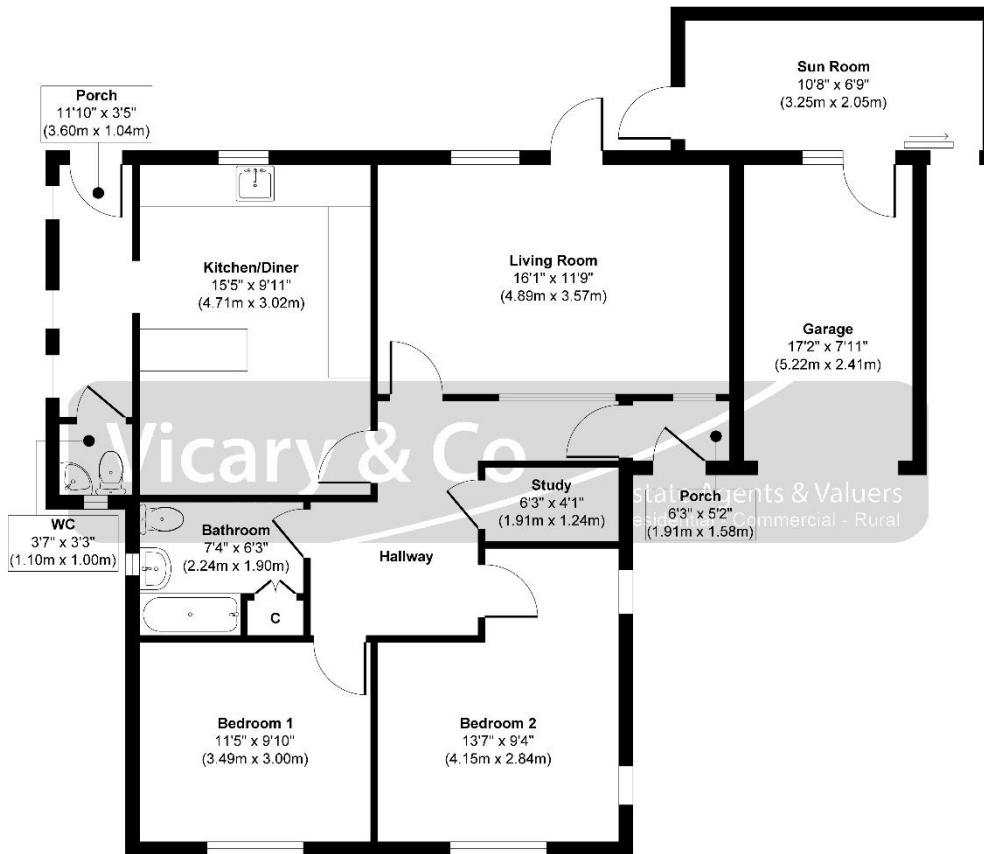 Porch
11'10" x 3'5"
(3.60m x 1.04m)
Sun Room
10'8" x 6'9"
(3.25m x 2.05m)
Kitchen/Diner
15'5" x 9'11"
(4.71m x 3.02m)
Living Room
16'1" x 11'9"
(4.89m x 3.57m)
Garage
17'2" x 7'11"
(5.22m x 2.41m)
Vicary & Co
Estate Agents & Valuers
Residential - Commercial - Rural
WC
3'7" x 3'3"
(1.10m x 1.00m)
Bathroom
7'4" x 6'3"
(2.24m x 1.90m)
Study
6'3" x 4'1"
(1.91m x 1.24m)
Porch
6'3" x 5'2"
(1.91m x 1.58m)
Hallway
C
Bedroom 1
11'5" x 9'10"
(3.49m x 3.00m)
Bedroom 2
13'7" x 9'4"
(4.15m x 2.84m)